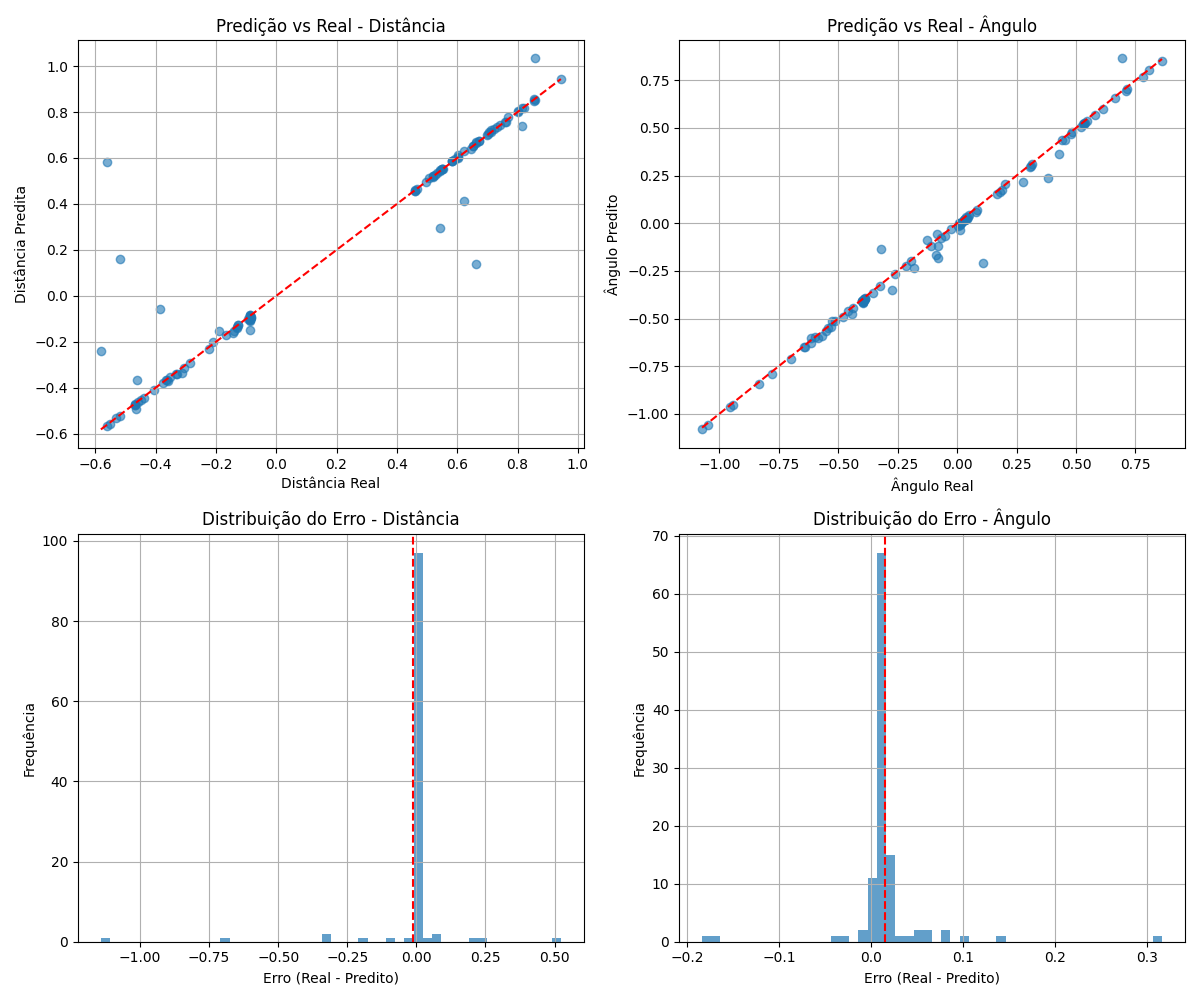 Predição vs Real - Distância
Distância Predita
1.0
0.8
0.6
0.4
0.2
0.0
−0.2
−0.4
−0.6
−0.6 −0.4 −0.2 0.0 0.2 0.4 0.6 0.8 1.0
Distância Real
Predição vs Real - Ângulo
Ângulo Predito
0.75
0.50
0.25
0.00
−0.25
−0.50
−0.75
−1.00
−1.00 −0.75 −0.50 −0.25 0.00 0.25 0.50 0.75
Ângulo Real
Distribuição do Erro - Distância
Frequência
100
80
60
40
20
0
−1.00 −0.75 −0.50 −0.25 0.00 0.25 0.50
Erro (Real - Predito)
Distribuição do Erro - Ângulo
Frequência
70
60
50
40
30
20
10
0
−0.2 −0.1 0.0 0.1 0.2 0.3
Erro (Real - Predito)